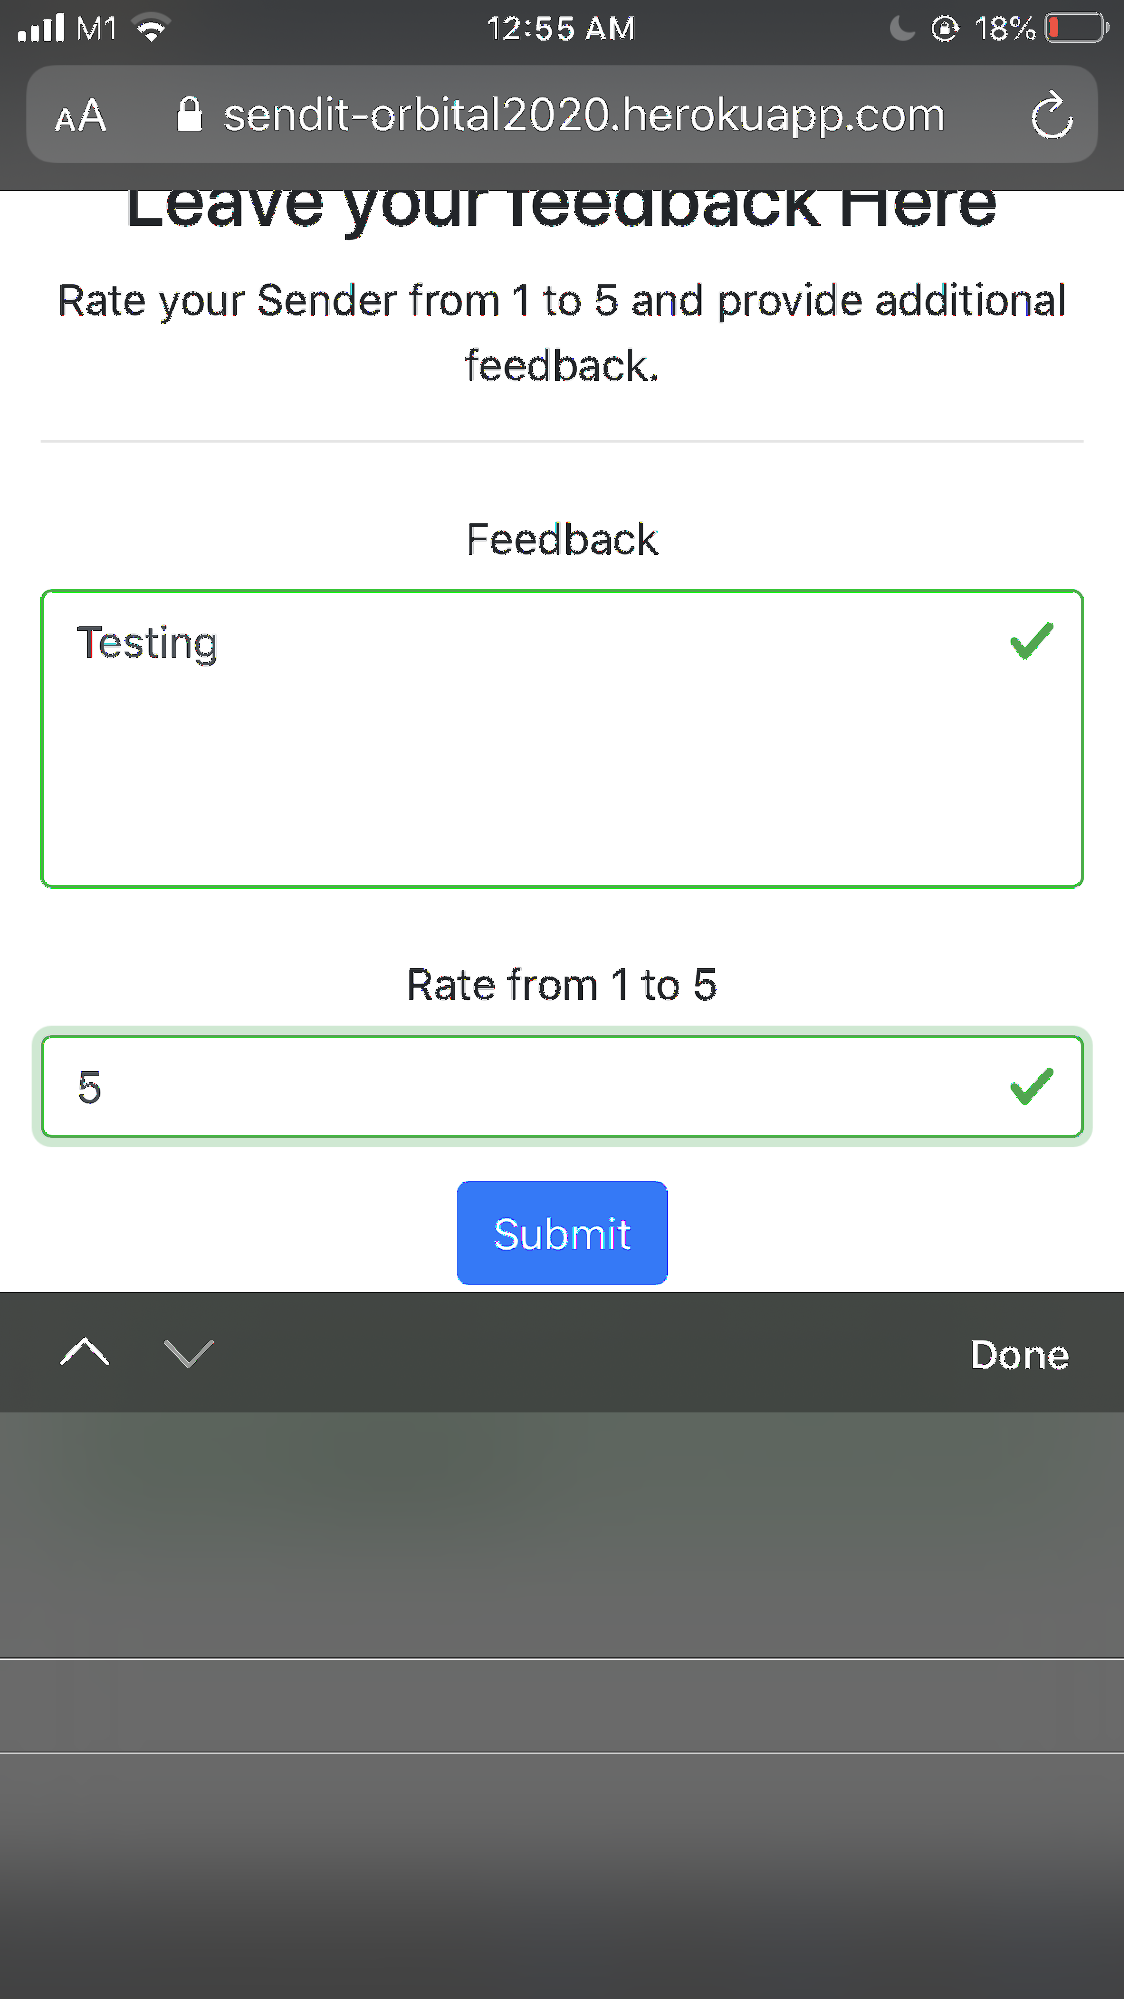 M1 12:55 AM 18%
AA sendit-orbital2020.herokuapp.com
Leave your feedback Here
Rate your Sender from 1 to 5 and provide additional
feedback.
Feedback
Testing
Rate from 1 to 5
5
Submit
Done